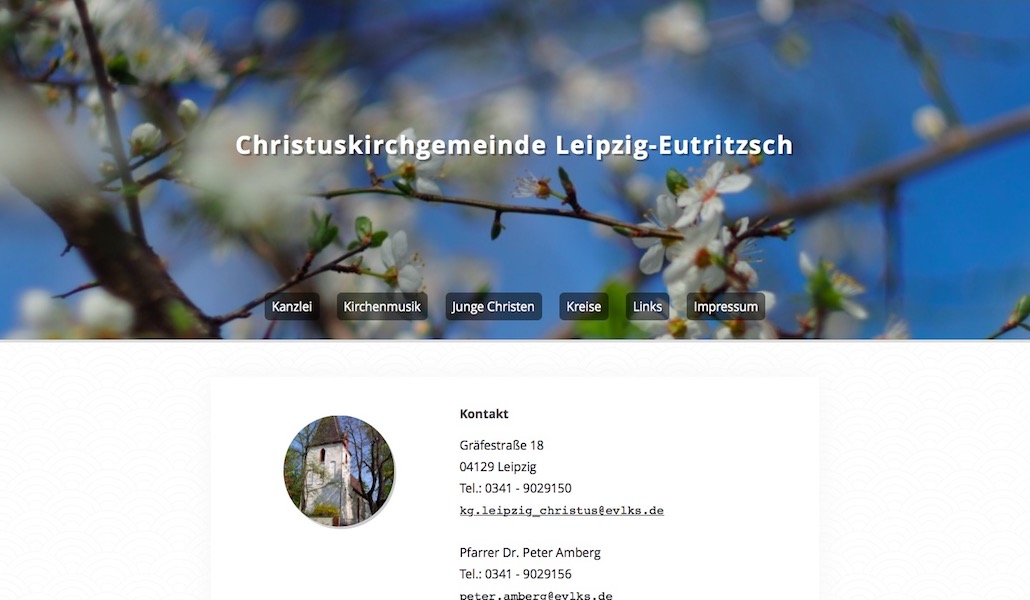 Christuskirchgemeinde Leipzig-Eutritzsch
Kanzlei Kirchenmusik Junge Christen Kreise Links Impressum
Kontakt
Gräfestraße 18
04129 Leipzig
Tel.: 0341 - 9029150
kg.leipzig_christus@evlks.de
Pfarrer Dr. Peter Amberg
Tel.: 0341 - 9029156
peter.amberg@evlks.de